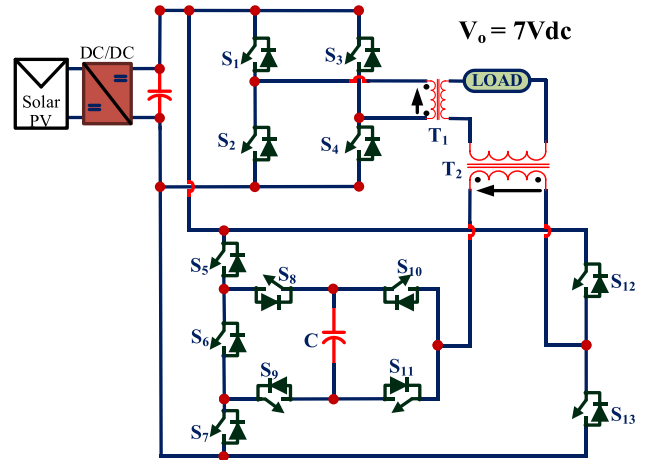 V₀ = 7Vdc
DC/DC
Solar
PV
S₁
S₃
S₂
S₄
LOAD
T₁
T₂
S₅
S₈
S₁₀
S₁₂
S₆
C
S₉
S₁₁
S₇
S₁₃